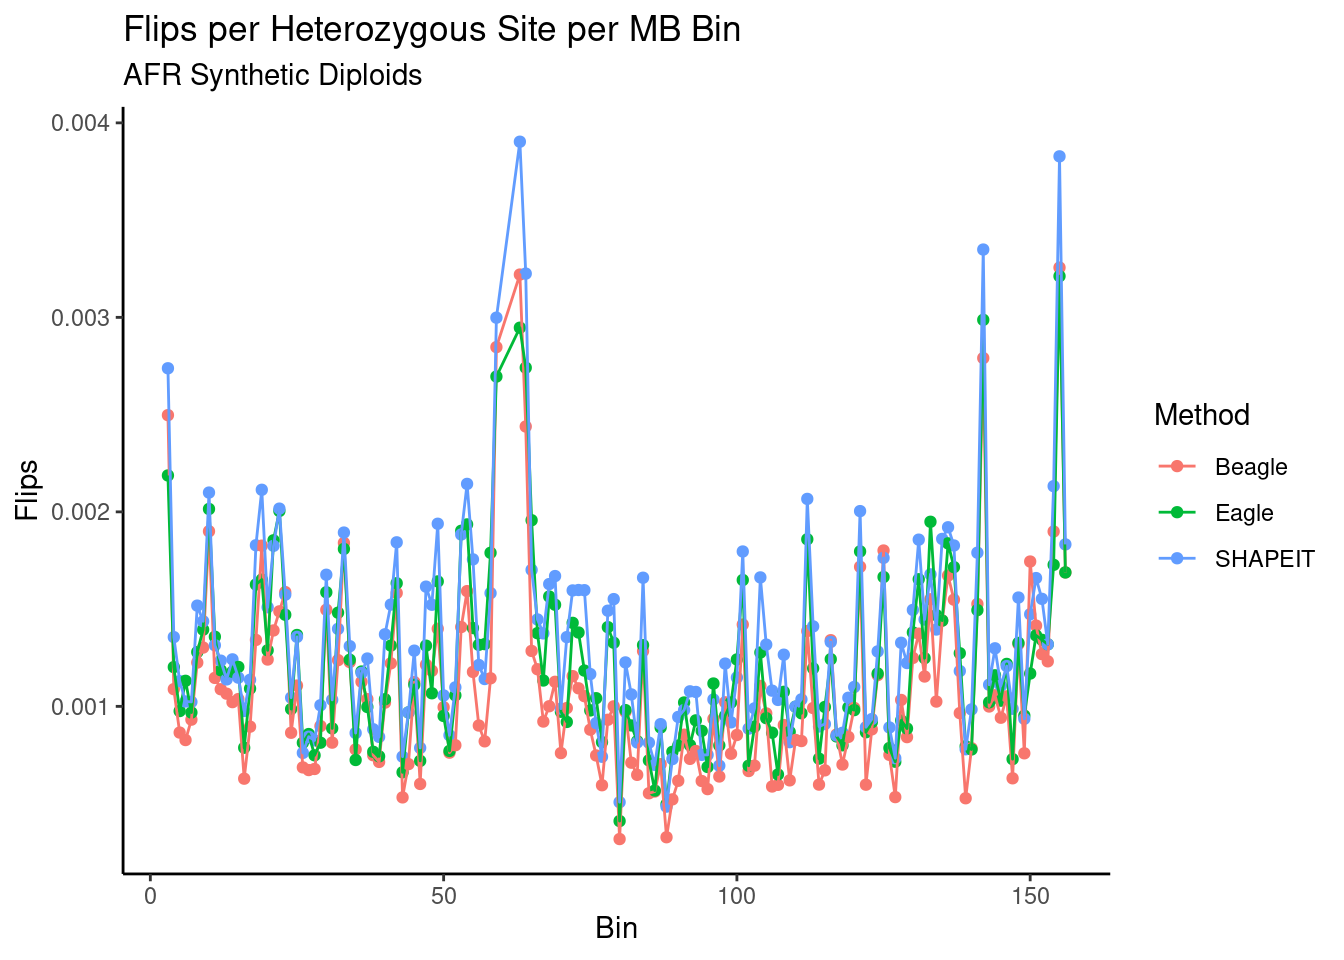 Flips per Heterozygous Site per MB Bin
AFR Synthetic Diploids
0.004
0.003
0.002
0.001
Flips
0
50
100
150
Bin
Method
Beagle
Eagle
SHAPEIT